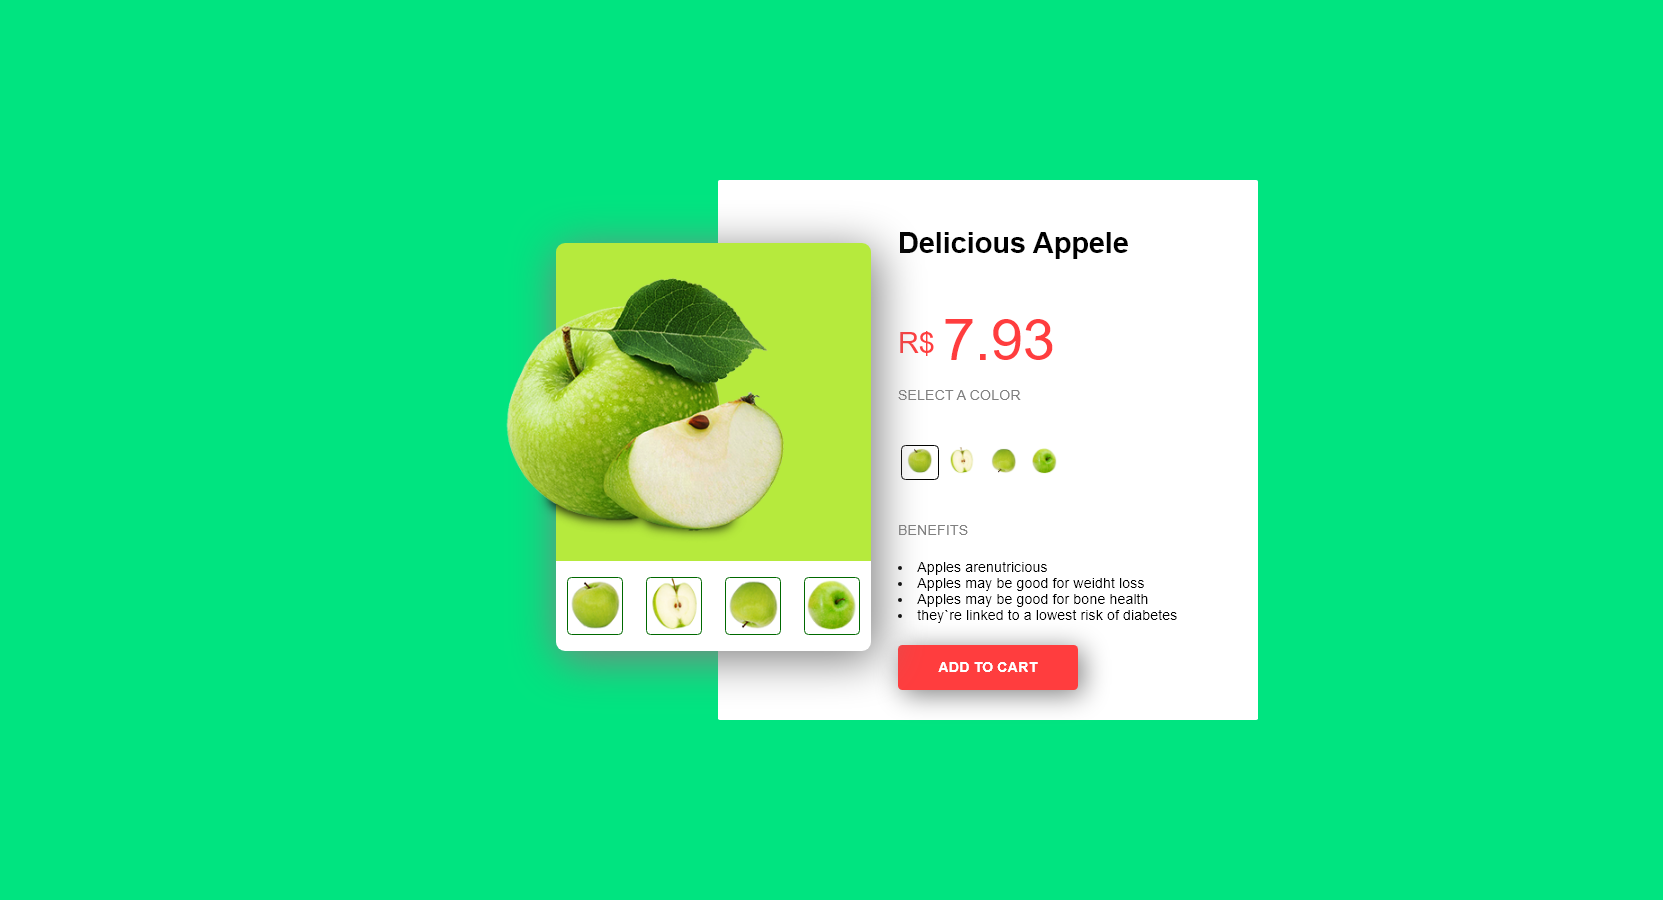 Delicious Appele
R$ 7.93
SELECT A COLOR
BENEFITS
Apples arenutricious
Apples may be good for weidht loss
Apples may be good for bone health
they`re linked to a lowest risk of diabetes
ADD TO CART